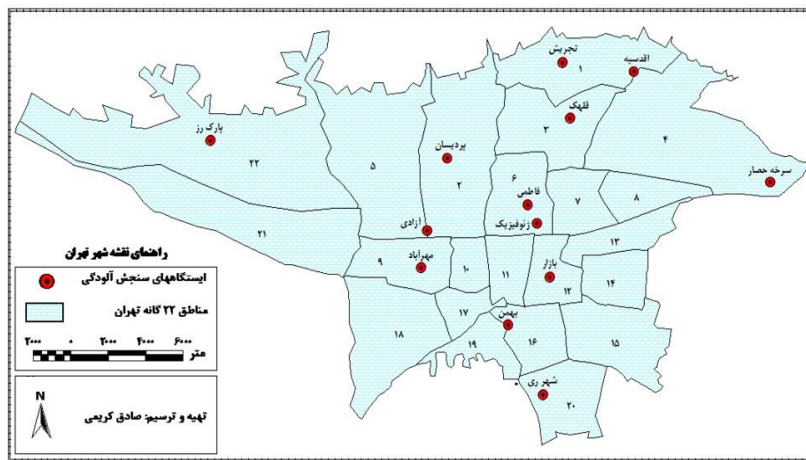 تجریش
۱
اقدسیه
قلهک
۳
۴
پارک رز
۲۲
۵
پردیسان
۲
۶
فاطمی
ژئوفیزیک
۷
۸
سرخه حصار
۲۱
آزادی
۱۳
۹
مهرآباد
۱۰
۱۱
بازار
۱۲
۱۴
۱۸
۱۷
۱۹
بهمن
۱۶
۱۵
شهر ری
۲۰
راهنمای نقشه شهر تهران
ایستگاههای سنجش آلودگی
مناطق ۲۲ گانه تهران
۲۰۰۰ ۰ ۲۰۰۰ ۴۰۰۰ ۶۰۰۰
متر
N
تهیه و ترسیم: صادق کریمی